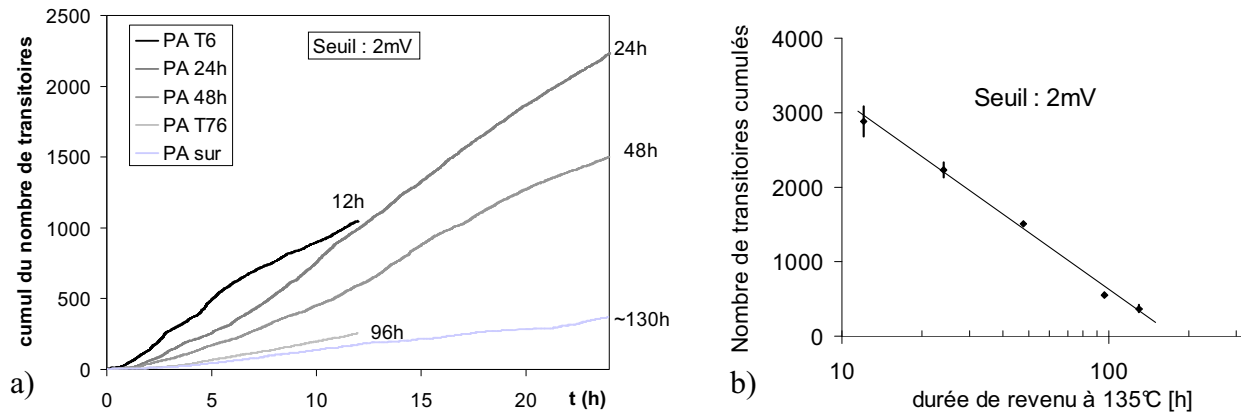 a)
cumul du nombre de transitoires
2500
2000
1500
1000
500
0
PA T6
PA 24h
PA 48h
PA T76
PA sur
Seuil : 2mV
24h
48h
12h
96h
~130h
0 5 10 15 20 t (h)
b)
Nombre de transitoires cumulés
4000
3000
2000
1000
0
Seuil : 2mV
10 100
durée de revenu à 135°C [h]